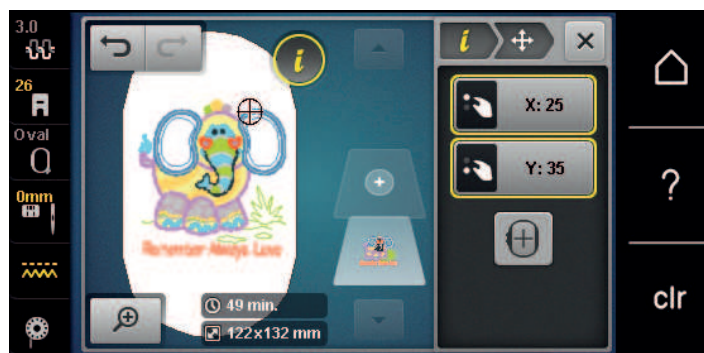 3.0
26
Oval
0mm
i
Remember Always Love
49 min.
122x132 mm
i
X: 25
Y: 35
?
clr